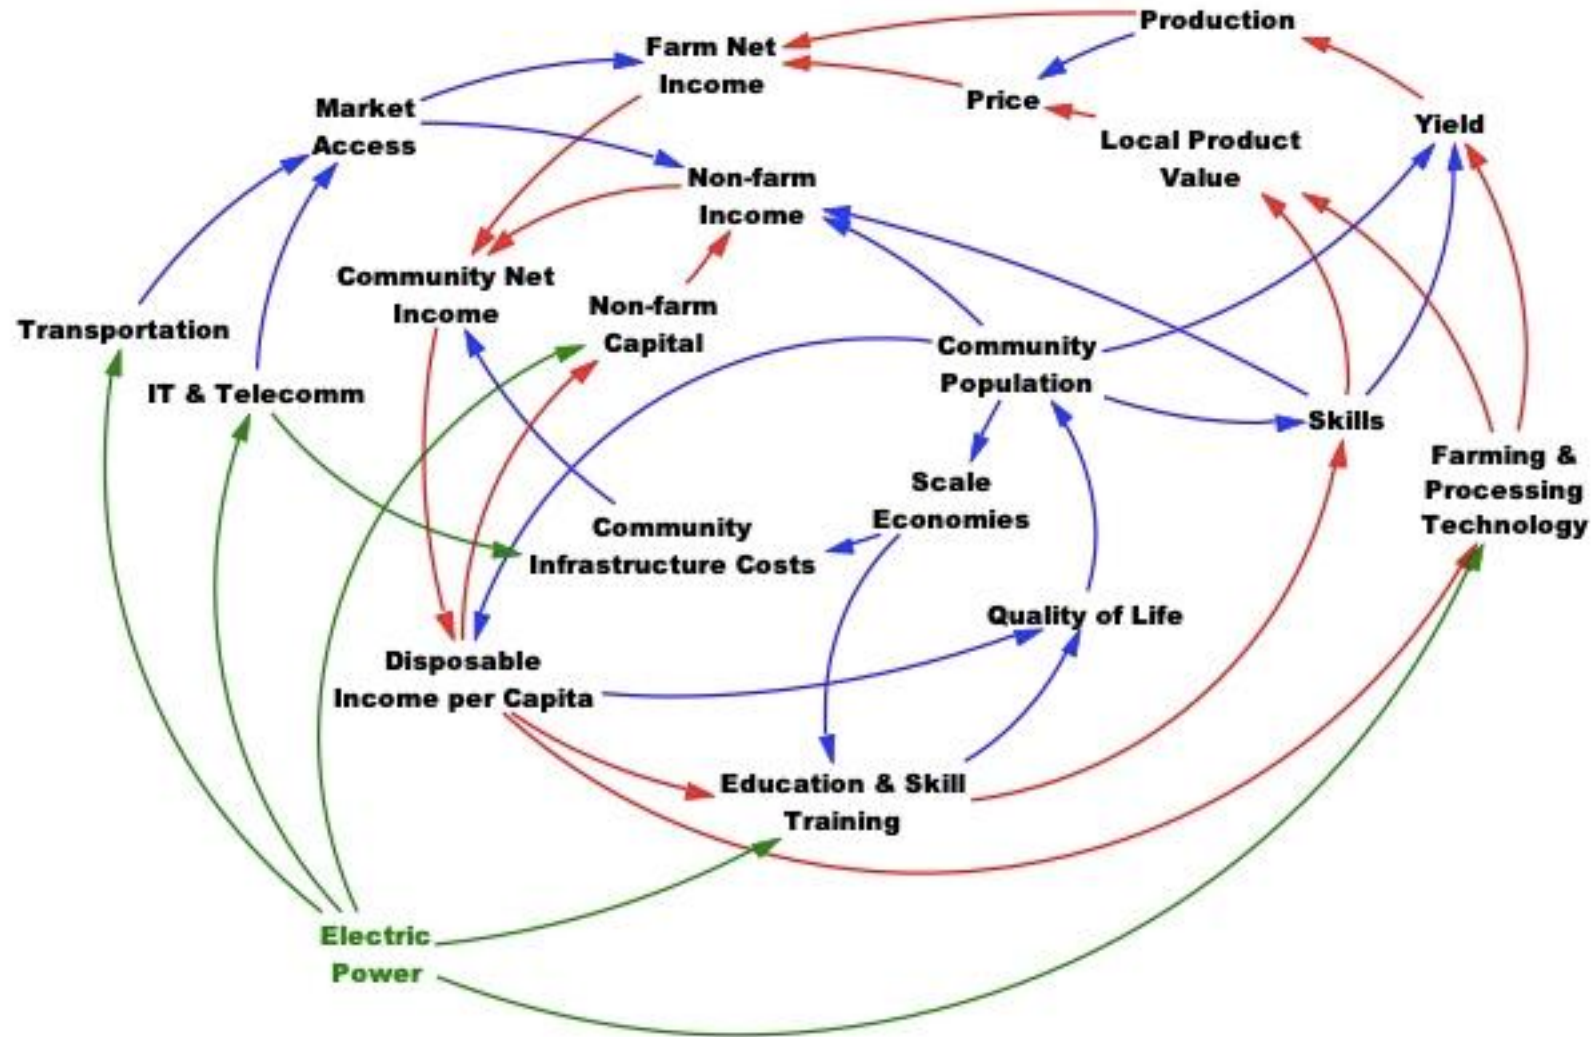 Production
Farm Net
Income
Price
Market
Access
Yield
Local Product
Value
Non-farm
Income
Community Net
Income
Non-farm
Capital
Transportation
Community
Population
IT & Telecomm
Skills
Farming &
Processing
Technology
Scale
Economies
Community
Infrastructure Costs
Quality of Life
Disposable
Income per Capita
Education & Skill
Training
Electric
Power